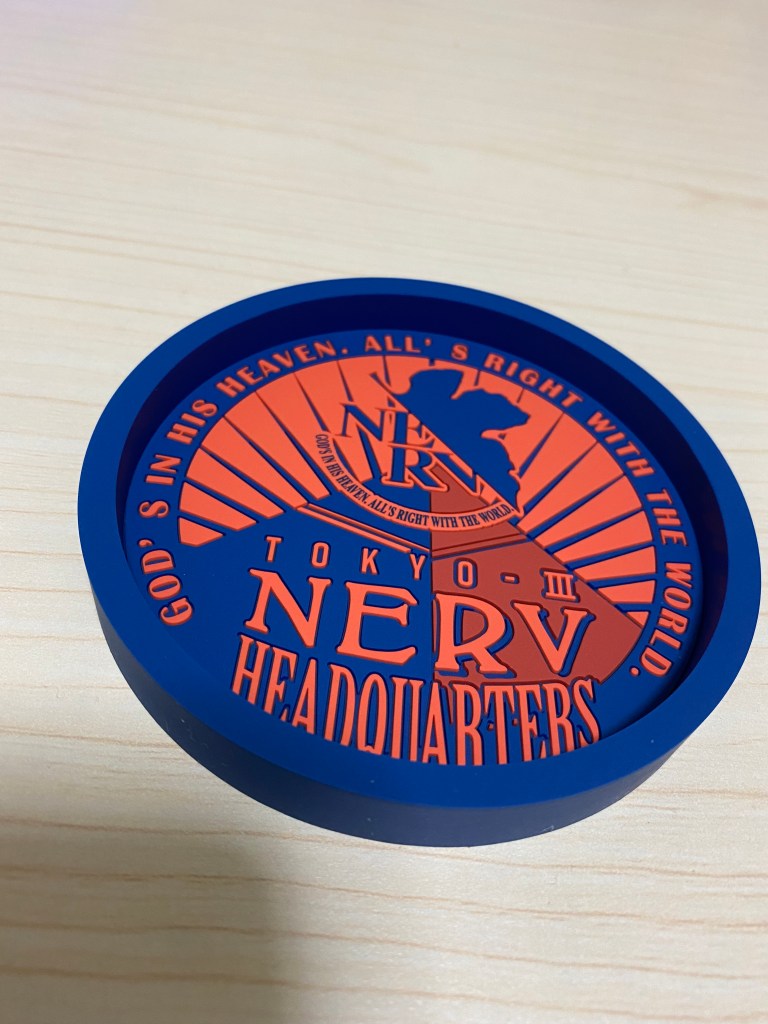 GOD'S IN HIS HEAVEN. ALL'S RIGHT WITH THE WORLD.
NERV
GOD'S IN HIS HEAVEN. ALL'S RIGHT WITH THE WORLD.
TOKYO-III
NERV
HEADQUARTERS